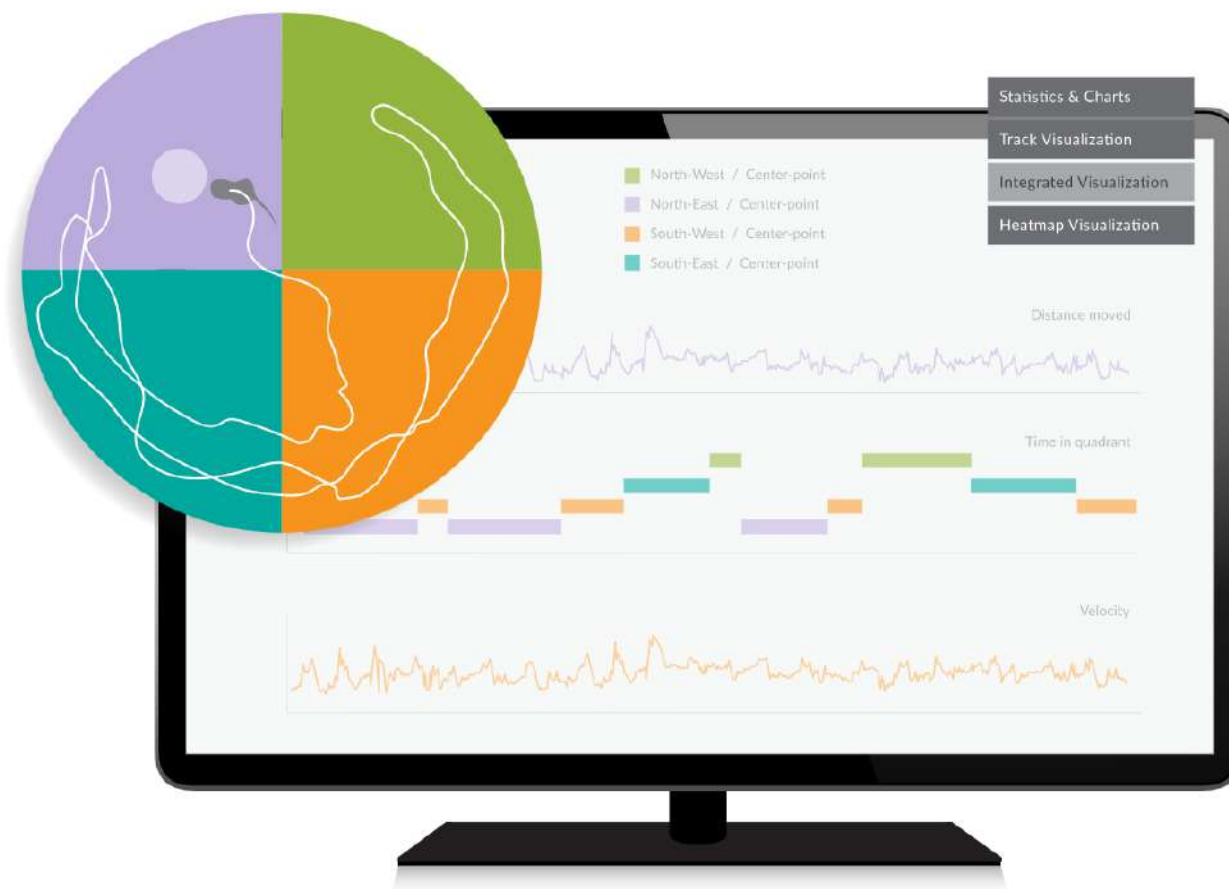 Statistics & Charts
Track Visualization
Integrated Visualization
Heatmap Visualization
North-West / Center-point
North-East / Center-point
South-West / Center-point
South-East / Center-point
Distance moved
Time in quadrant
Velocity